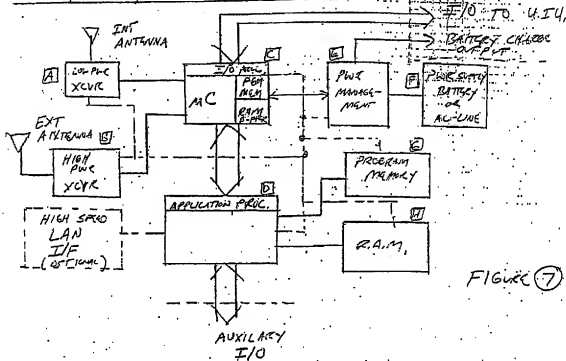 INT
ANTENNA
I/O TO U.I.U,
BATTERY CHARGE
OUTPUT
A
LOW PWR
XCVR
C
I/O
PGM
MEM
µC
RAM
E
PWR
MANAGE-
MENT
F
PWR SUPPLY
BATTERY
OR
AC-LINE
EXT
ANTENNA
B
HIGH
PWR
XCVR
G
PROGRAM
MEMORY
D
APPLICATION PROC.
H
R.A.M.
HIGH SPEED
LAN
I/F
(OPTIONAL)
FIGURE 7
AUXILARY
I/O